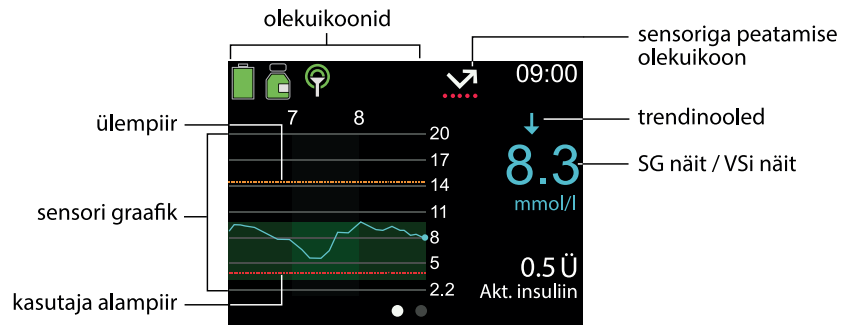 olekuikoonid
sensoriga peatamise
olekuikoon
09:00
7 8
ülempiir
trendinooled
20
17
14
11
8
5
2.2
8.3
SG näit / VSi näit
mmol/l
sensori graafik
0.5 Ü
Akt. insuliin
kasutaja alampiir